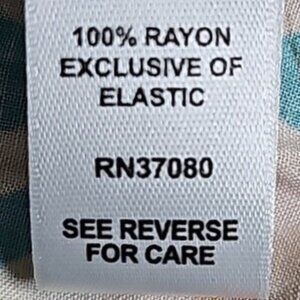 100% RAYON
EXCLUSIVE OF
ELASTIC
RN37080
SEE REVERSE
FOR CARE